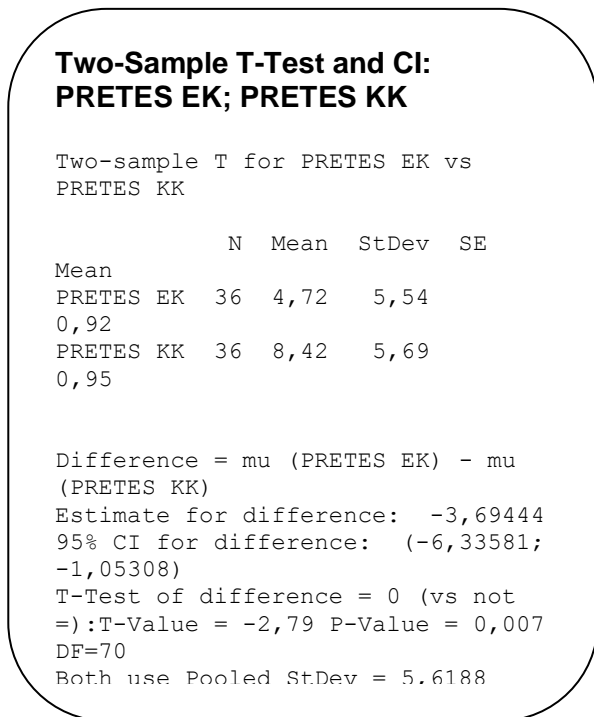 Two-Sample T-Test and CI:
PRETES EK; PRETES KK
Two-sample T for PRETES EK vs
PRETES KK
N Mean StDev SE
Mean
PRETES EK 36 4,72 5,54
0,92
PRETES KK 36 8,42 5,69
0,95
Difference = mu (PRETES EK) - mu
(PRETES KK)
Estimate for difference: -3,69444
95% CI for difference: (-6,33581;
-1,05308)
T-Test of difference = 0 (vs not
=):T-Value = -2,79 P-Value = 0,007
DF=70
Both use Pooled StDev = 5,6188